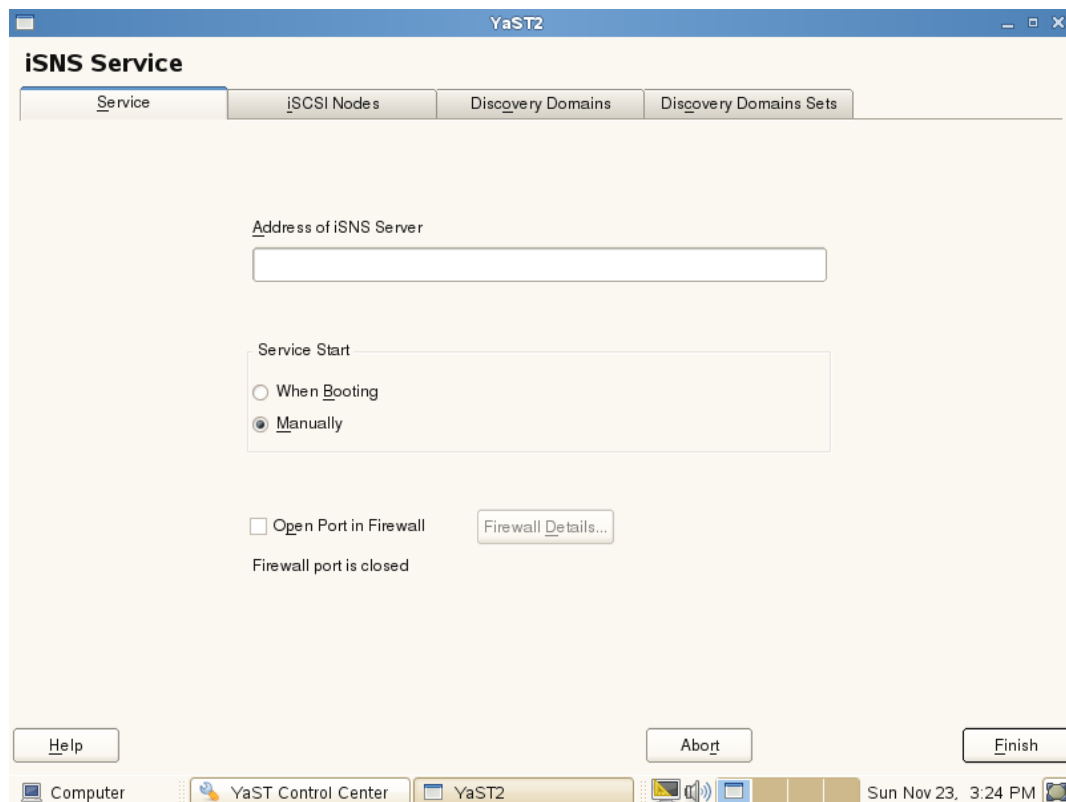 YaST2
iSNS Service
Service iSCSI Nodes Discovery Domains Discovery Domains Sets
Address of iSNS Server
Service Start
When Booting
Manually
Open Port in Firewall Firewall Details...
Firewall port is closed
Help Abort Finish
Computer YaST Control Center YaST2 Sun Nov 23, 3:24 PM